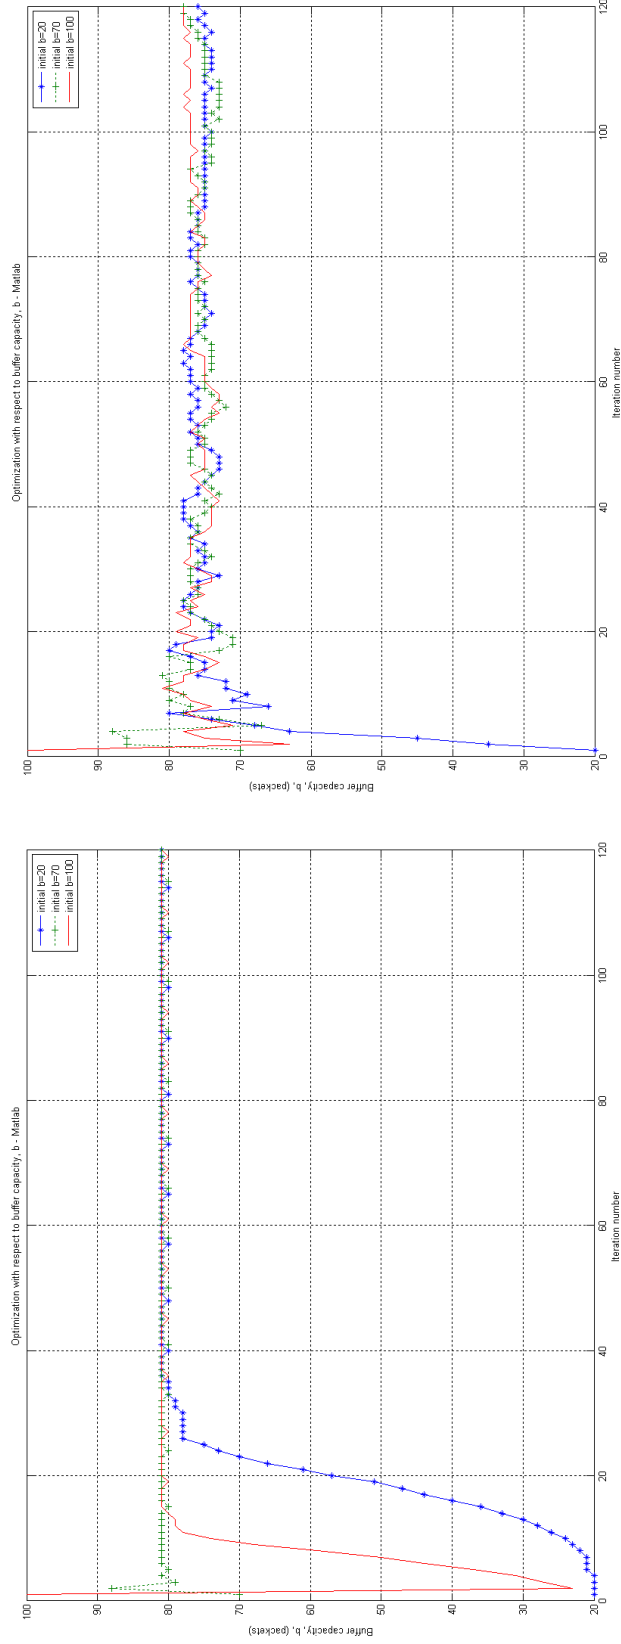 Optimization with respect to buffer capacity, b - Matlab
initial b=20
initial b=70
initial b=100
100
90
80
70
60
50
40
30
20
Buffer capacity, b, (packets)
0
20
40
60
80
100
120
Iteration number
Optimization with respect to buffer capacity, b - Matlab
initial b=20
initial b=70
initial b=100
100
90
80
70
60
50
40
30
20
Buffer capacity, b (packets)
0
20
40
60
80
100
120
Iteration number